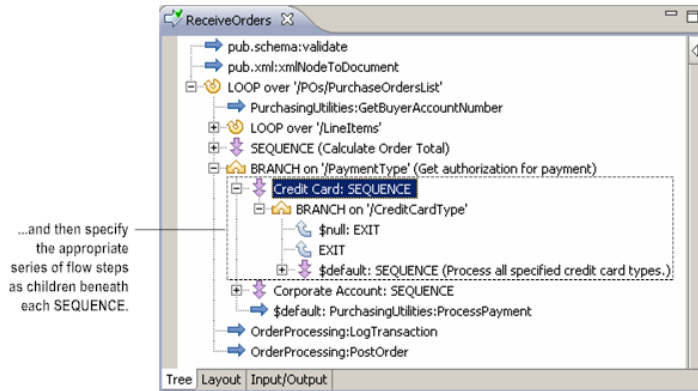 ReceiveOrders
pub.schema:validate
pub.xml:xmlNodeToDocument
LOOP over '/POs/PurchaseOrdersList'
PurchasingUtilities:GetBuyerAccountNumber
LOOP over '/LineItems'
SEQUENCE (Calculate Order Total)
BRANCH on '/PaymentType' (Get authorization for payment)
Credit Card: SEQUENCE
BRANCH on '/CreditCardType'
$null: EXIT
EXIT
$default: SEQUENCE (Process all specified credit card types.)
Corporate Account: SEQUENCE
$default: PurchasingUtilities:ProcessPayment
OrderProcessing:LogTransaction
OrderProcessing:PostOrder
Tree Layout Input/Output
...and then specify
the appropriate
series of flow steps
as children beneath
each SEQUENCE.